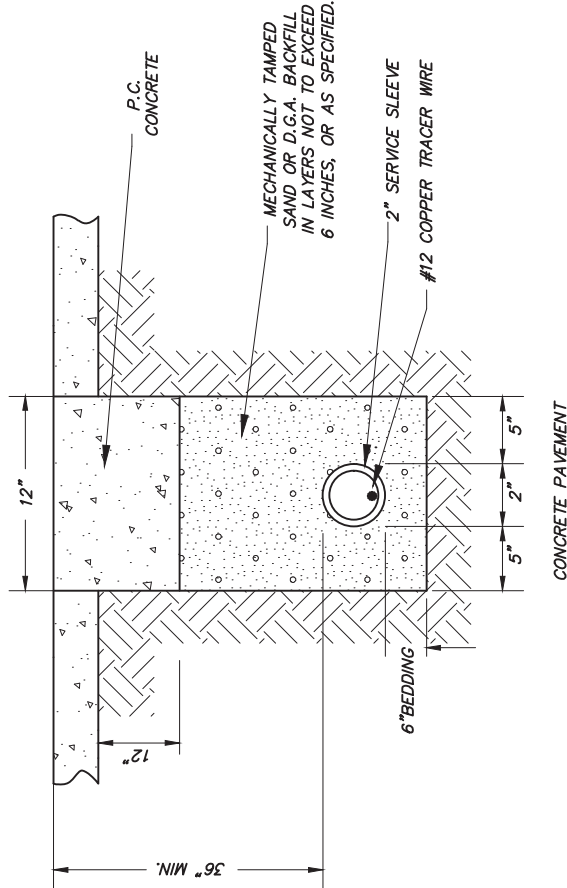 12"
P.C.
CONCRETE
MECHANICALLY TAMPED
SAND OR D.G.A. BACKFILL
IN LAYERS NOT TO EXCEED
6 INCHES, OR AS SPECIFIED.
12"
36" MIN.
2" SERVICE SLEEVE
#12 COPPER TRACER WIRE
6"BEDDING
5"
2"
5"
CONCRETE PAVEMENT